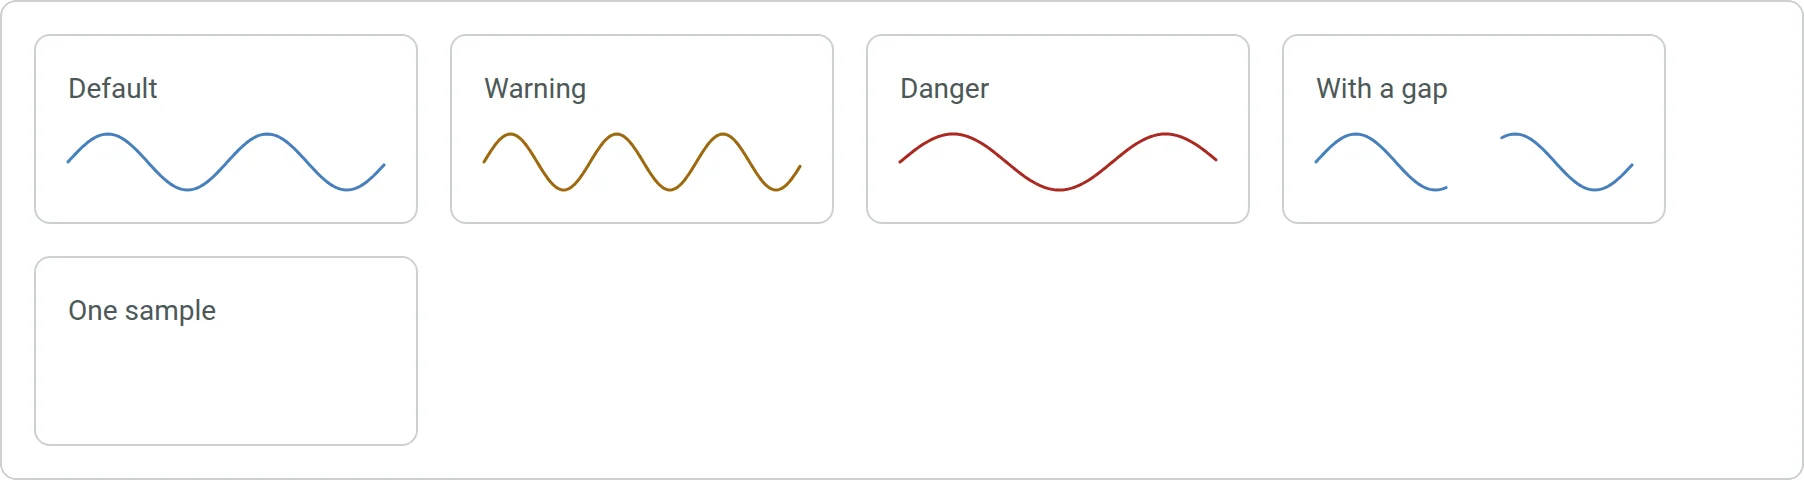 Default
Warning
Danger
With a gap
One sample